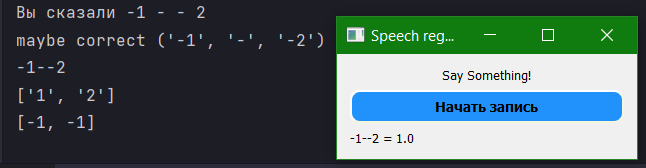 Вы сказали -1 - - 2
maybe correct ('-1', '-', '-2')
-1--2
['1', '2']
[-1, -1]
Speech reg...
Say Something!
Начать запись
-1--2 = 1.0